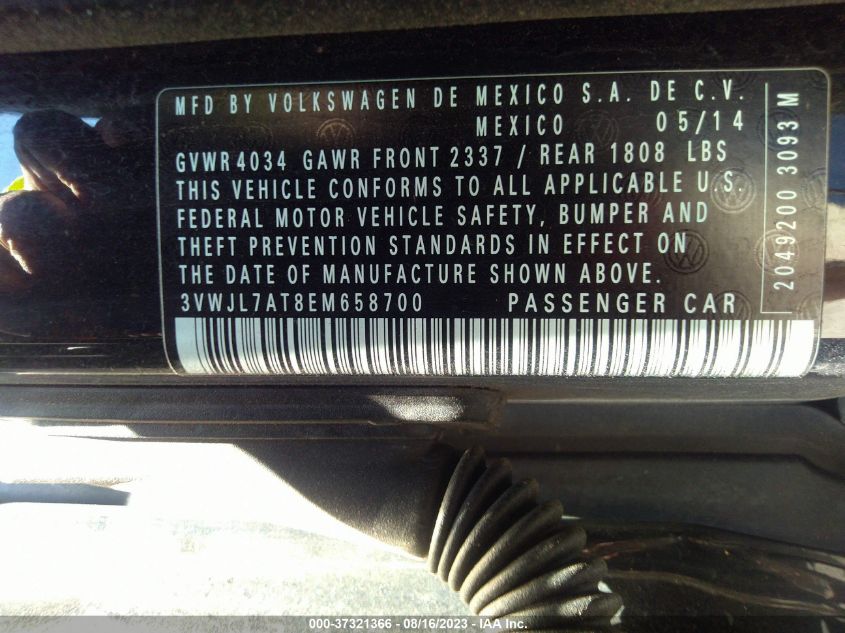 MFD BY VOLKSWAGEN DE MEXICO S.A. DE C.V.
MEXICO 05/14
GVWR 4034 GAWR FRONT 2337 / REAR 1808 LBS
THIS VEHICLE CONFORMS TO ALL APPLICABLE U.S.
FEDERAL MOTOR VEHICLE SAFETY, BUMPER AND
THEFT PREVENTION STANDARDS IN EFFECT ON
THE DATE OF MANUFACTURE SHOWN ABOVE.
3VWJL7AT8EM658700 PASSENGER CAR
2049200 3093 M
000-37321366 - 08/16/2023 - IAA Inc.